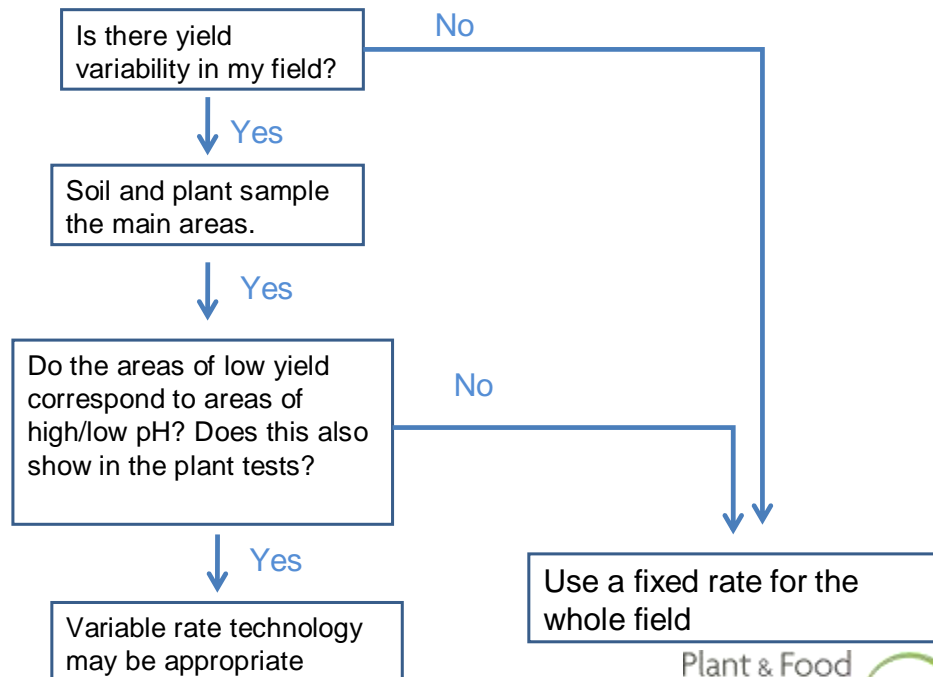 Is there yield
variability in my field?
No
Yes
Soil and plant sample
the main areas.
Yes
Do the areas of low yield
correspond to areas of
high/low pH? Does this also
show in the plant tests?
No
Yes
Use a fixed rate for the
whole field
Variable rate technology
may be appropriate
Plant & Food